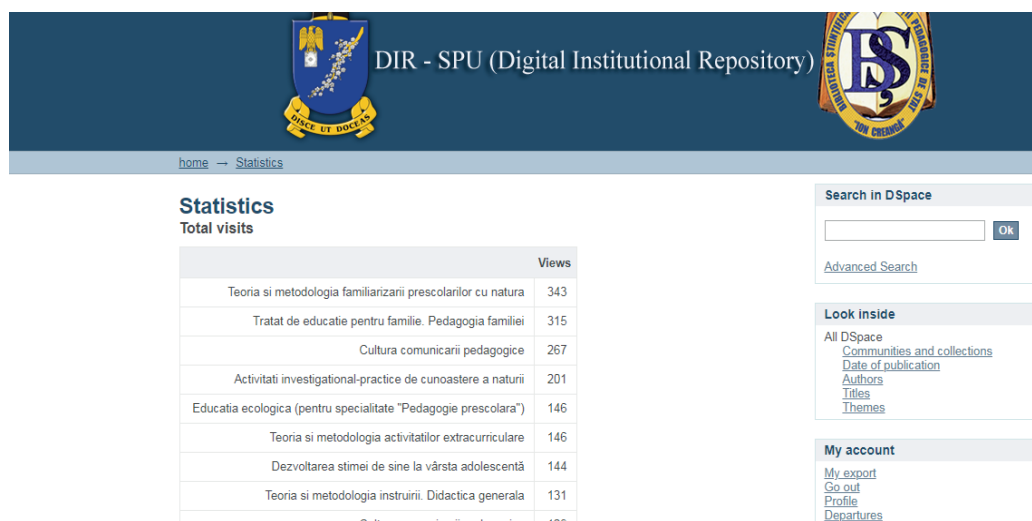 DIR - SPU (Digital Institutional Repository)
DISCE UT DOCEAS
BȘ
"ION CREANGĂ"
home → Statistics
Statistics
Total visits
Views
Teoria si metodologia familiarizarii prescolarilor cu natura 343
Tratat de educatie pentru familie. Pedagogia familiei 315
Cultura comunicarii pedagogice 267
Activitati investigational-practice de cunoastere a naturii 201
Educatia ecologica (pentru specialitate "Pedagogie prescolara") 146
Teoria si metodologia activitatilor extracurriculare 146
Dezvoltarea stimei de sine la vârsta adolescentă 144
Teoria si metodologia instruirii. Didactica generala 131
Search in DSpace
Ok
Advanced Search
Look inside
All DSpace
Communities and collections
Date of publication
Authors
Titles
Themes
My account
My export
Go out
Profile
Departures